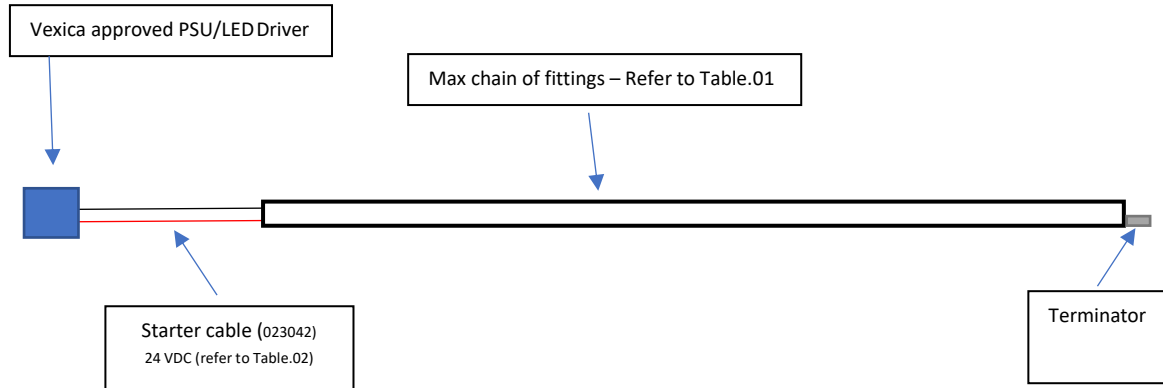 Vexica approved PSU/LED Driver
Max chain of fittings – Refer to Table.01
Starter cable (023042)
24 VDC (refer to Table.02)
Terminator